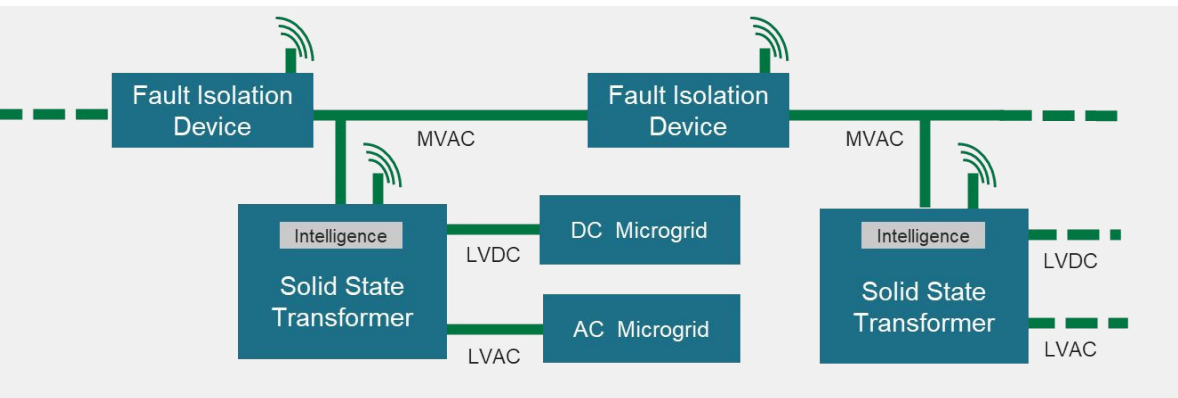 Fault Isolation
Device
Fault Isolation
Device
MVAC
MVAC
Intelligence
Solid State
Transformer
LVDC
DC Microgrid
LVAC
AC Microgrid
Intelligence
Solid State
Transformer
LVDC
LVAC